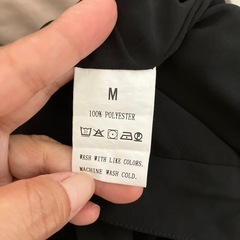 M
100% POLYESTER
WASH WITH LIKE COLORS.
MACHINE WASH COLD.